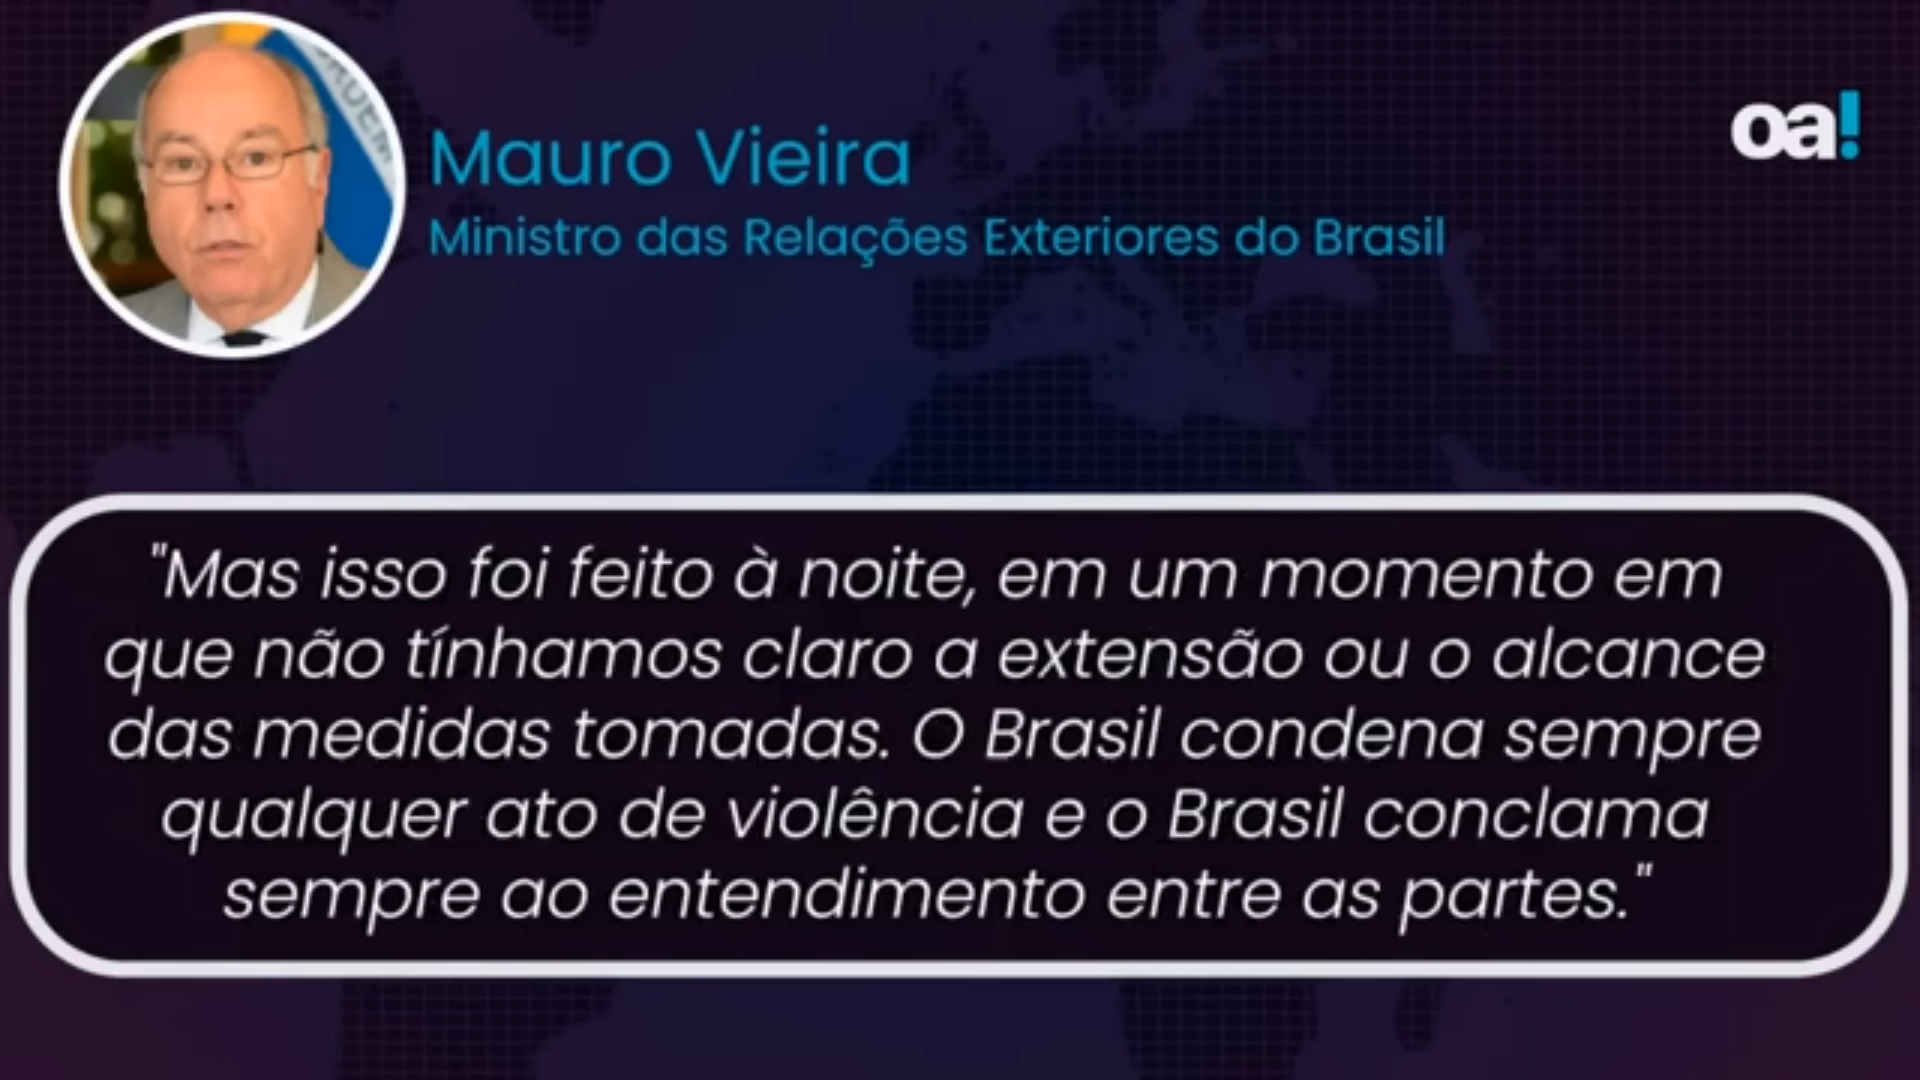 Mauro Vieira
oa!
Ministro das Relações Exteriores do Brasil
"Mas isso foi feito à noite, em um momento em
que não tínhamos claro a extensão ou o alcance
das medidas tomadas. O Brasil condena sempre
qualquer ato de violência e o Brasil conclama
sempre ao entendimento entre as partes."